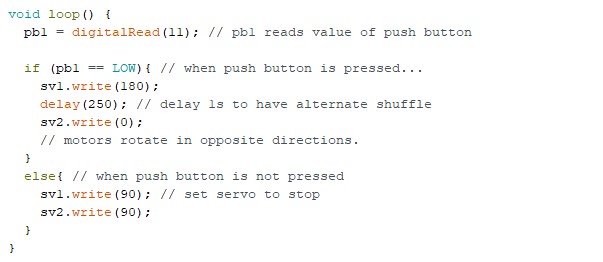 void loop() {
  pb1 = digitalRead(11); // pb1 reads value of push button

  if (pb1 == LOW){ // when push button is pressed...
    sv1.write(180);
    delay(250); // delay 1s to have alternate shuffle
    sv2.write(0);
    // motors rotate in opposite directions.
  }
  else{ // when push button is not pressed
    sv1.write(90); // set servo to stop
    sv2.write(90);
  }
}